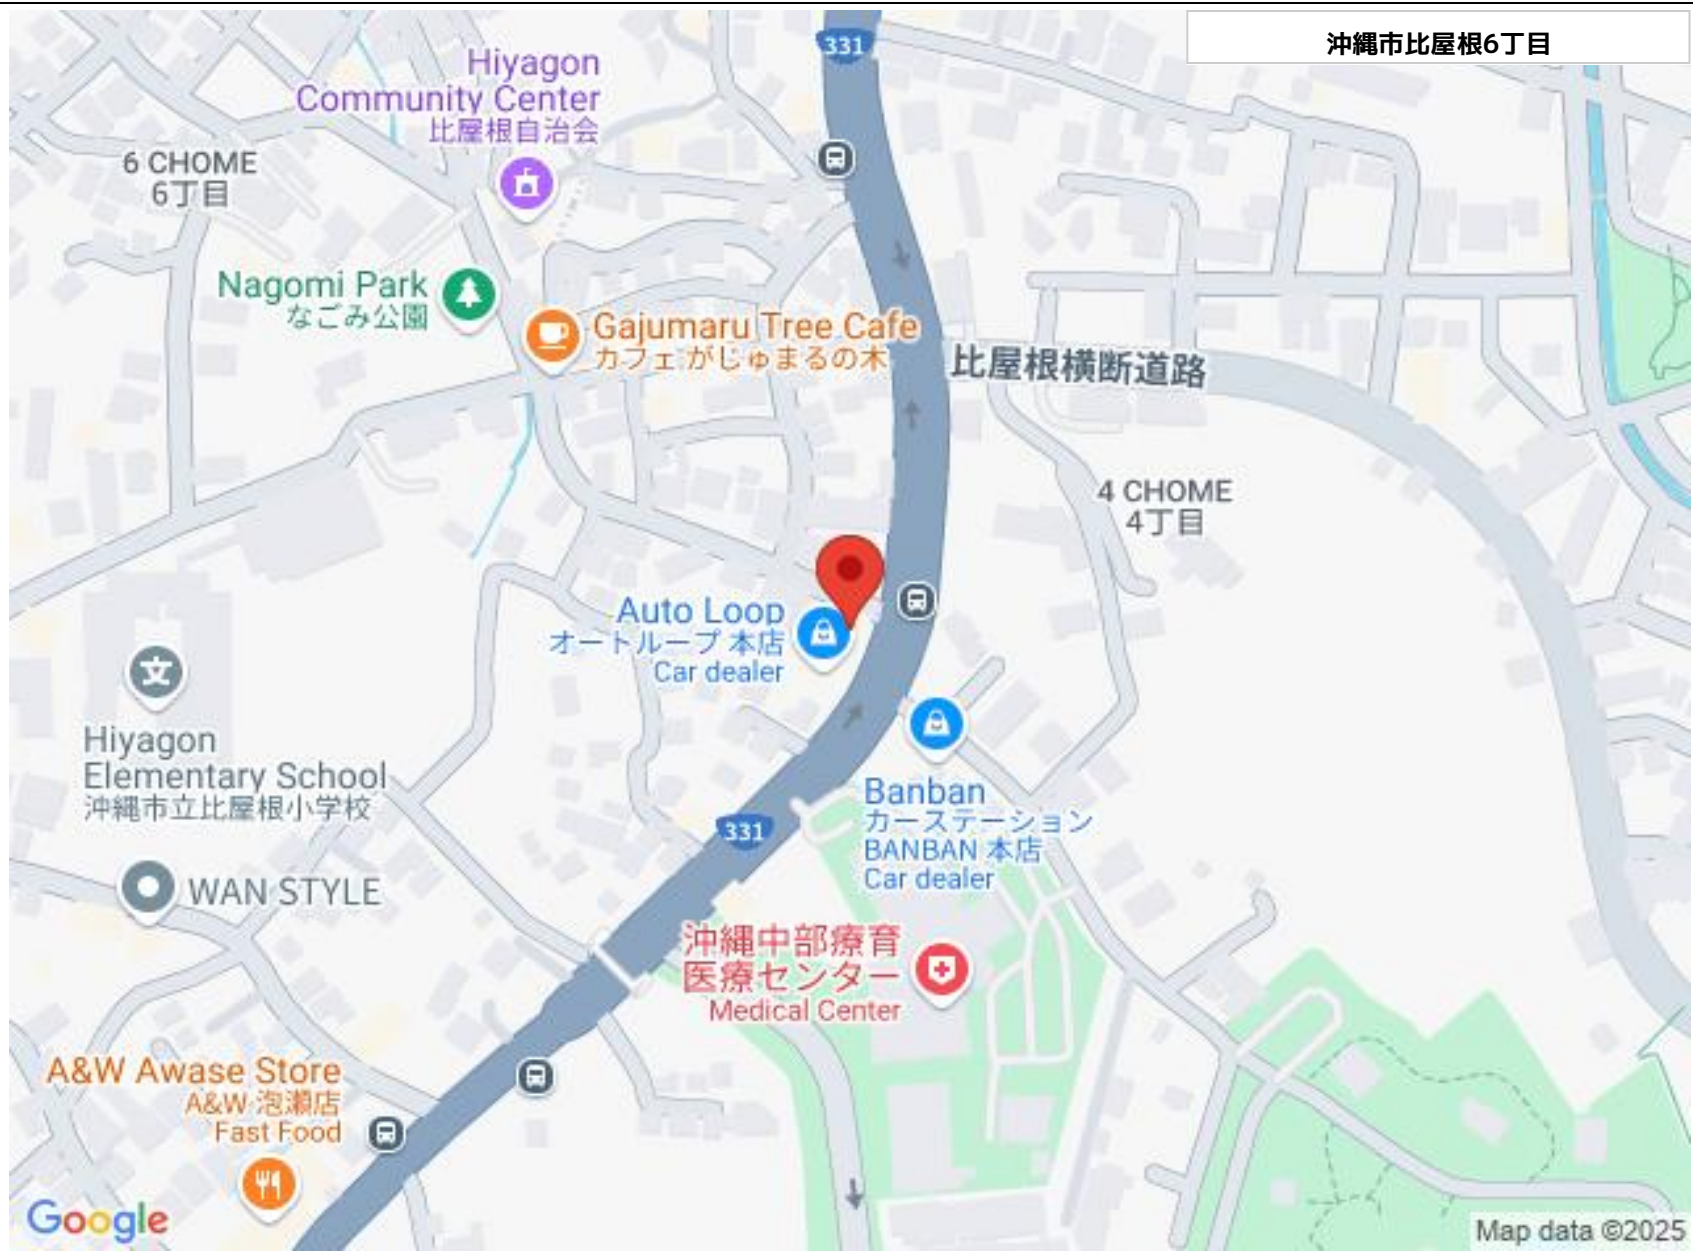 沖縄市比屋根6丁目
331
Hiyagon
Community Center
比屋根自治会
6 CHOME
6丁目
Nagomi Park
なごみ公園
Gajumaru Tree Cafe
カフェ がじゅまるの木
比屋根横断道路
4 CHOME
4丁目
Auto Loop
オートループ 本店
Car dealer
文
Hiyagon
Elementary School
沖縄市立比屋根小学校
Banban
カーステーション
BANBAN 本店
Car dealer
331
WAN STYLE
沖縄中部療育
医療センター
Medical Center
A&W Awase Store
A&W 泡瀬店
Fast Food
Google
Map data ©2025